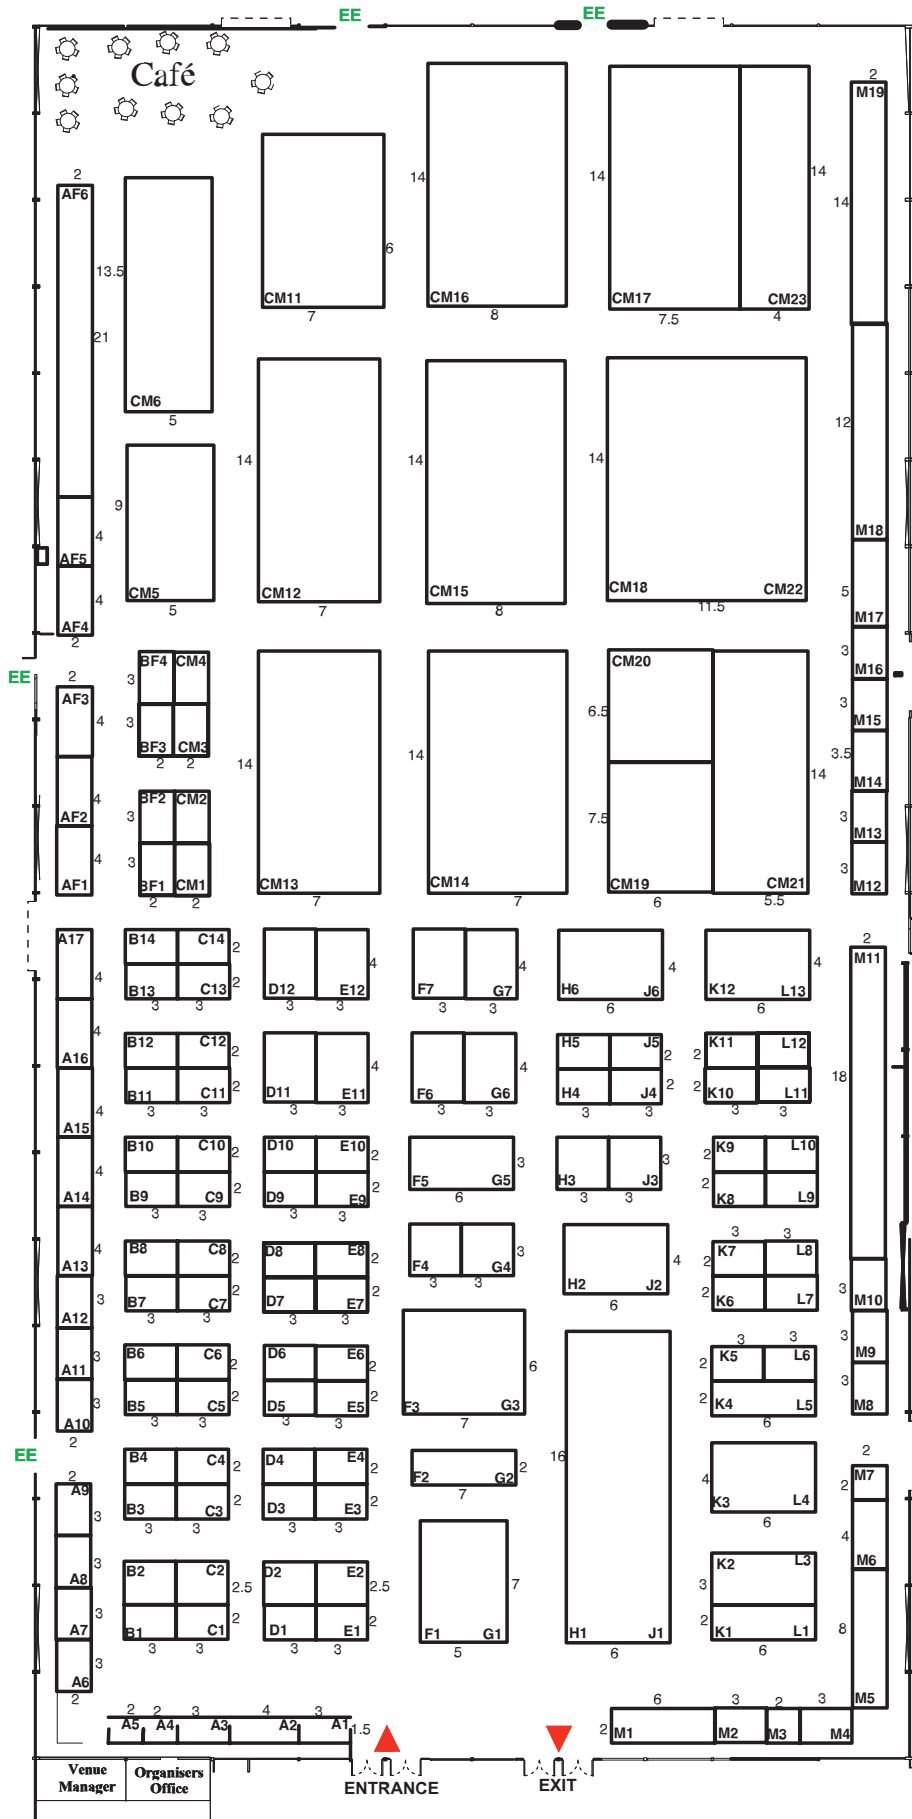 EE EE
Café
2 AF6 13.5 21 CM6 5
CM11 6 7
14 CM16 8
14 CM17 7.5 14 CM23 4
2 M19 14
9 CM5 5
4 AF5 4 AF4 2
14 CM12 7
14 CM15 8
14 CM18 CM22 11.5
12 M18
5 M17
3 M16
3 M15
3.5 M14
3 M13
3 M12
EE
2 AF3 4
4 AF2
4 AF1
BF4 CM4 3
3 BF3 CM3
2 2
BF2 CM2 3
3 BF1 CM1
2 2
14 CM13 7
14 CM14 7
CM20 6.5
7.5 CM19 6
14 CM21 5.5
A17 4
4 A16
4 A15
4 A14
4 A13
3 A12
3 A11
3 A10
2
B14 C14 2
B13 C13 2
3 3
D12 E12 4
3 3
F7 G7 4
3 3
H6 J6 4
6
K12 L13 4
6
2 M11 18
B12 C12 2
B11 C11 2
3 3
D11 E11 4
3 3
F6 G6 4
3 3
H5 J5 2
H4 J4 2
3 3
2 K11 L12
2 K10 L11
3 3
B10 C10 2
B9 C9 2
3 3
D10 E10 2
D9 E9 2
3 3
F5 G5 3
6
H3 J3 3
3 3
2 K9 L10
2 K8 L9
3 3
B8 C8 2
B7 C7 2
3 3
D8 E8 2
D7 E7 2
3 3
F4 G4 3
3 3
H2 J2 4
6
2 K7 L8
2 K6 L7
3 M10
3 M9
3 M8
B6 C6 2
B5 C5 2
3 3
D6 E6 2
D5 E5 2
3 3
F3 G3 6
7
3 3
2 K5 L6
2 K4 L5
6
EE
2 A9 3
3 A8
3 A7
3 A6
2
B4 C4 2
B3 C3 2
3 3
D4 E4 2
D3 E3 2
3 3
F2 G2 2
7
16 H1 J1
6
4 K3 L4
6
2
2 M7
4 M6
8 M5
B2 C2 2.5
B1 C1 2
3 3
D2 E2 2.5
D1 E1 2
3 3
F1 G1 7
5
3 K2 L3
2 K1 L1
6
2 2 3 4 3
A5 A4 A3 A2 A1 1.5
6 3 2 3
2 M1 M2 M3 M4
Venue
Manager
Organisers
Office
ENTRANCE
EXIT